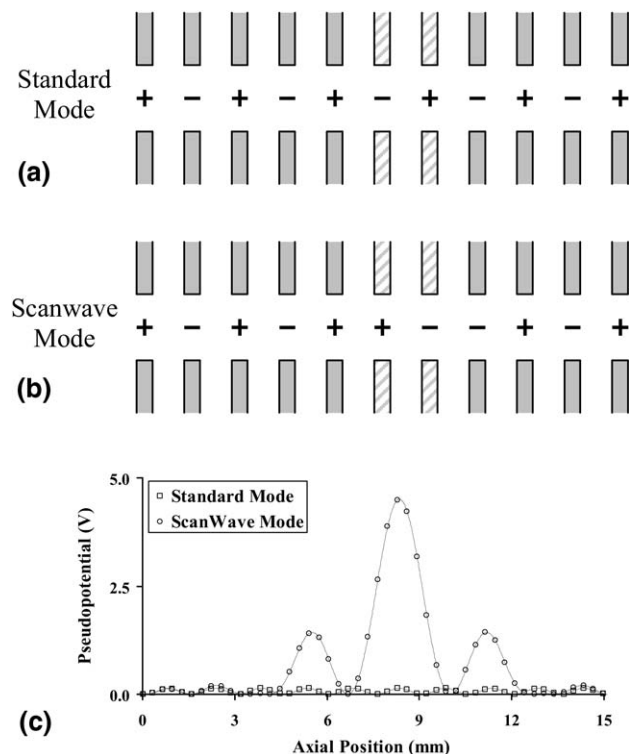 Standard
Mode
+ − + − + − + − + − +
(a)
Scanwave
Mode
+ − + − + + − − + − +
(b)
5.0
Standard Mode
ScanWave Mode
Pseudopotential (V)
2.5
0.0
0 3 6 9 12 15
(c)
Axial Position (mm)